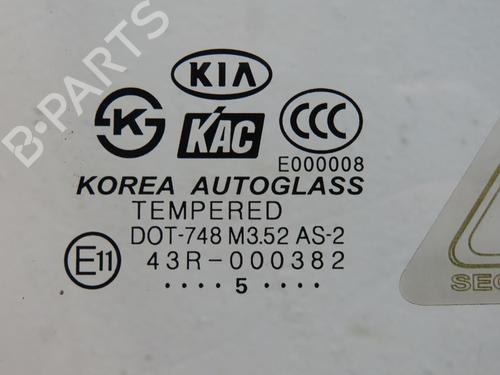 B-PARTS
KIA
K
KAC
CCC
E000008
KOREA AUTOGLASS
TEMPERED
DOT-748 M3.52 AS-2
E11 43R-000382
.... 5 ....